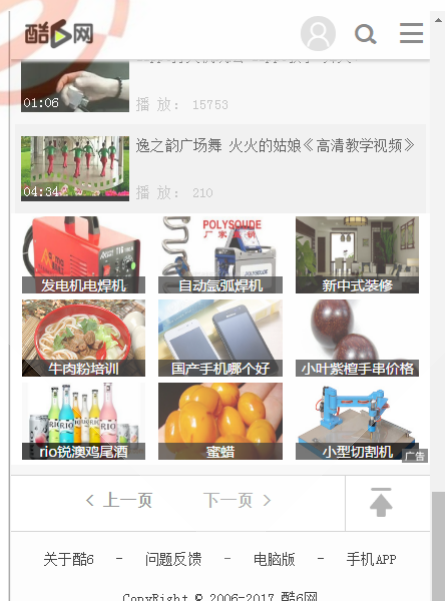 酷6网
01:06
播 放: 15753
逸之韵广场舞 火火的姑娘《高清教学视频》
04:34
播 放: 210
POLYSOUDE
发电机电焊机
自动氩弧焊机
新中式装修
牛肉粉培训
国产手机哪个好
小叶紫檀手串价格
RIO RIO
rio锐澳鸡尾酒
蜜蜡
小型切割机
广告
< 上一页
下一页 >
关于酷6 - 问题反馈 - 电脑版 - 手机APP
CopyRight © 2006-2017 酷6网